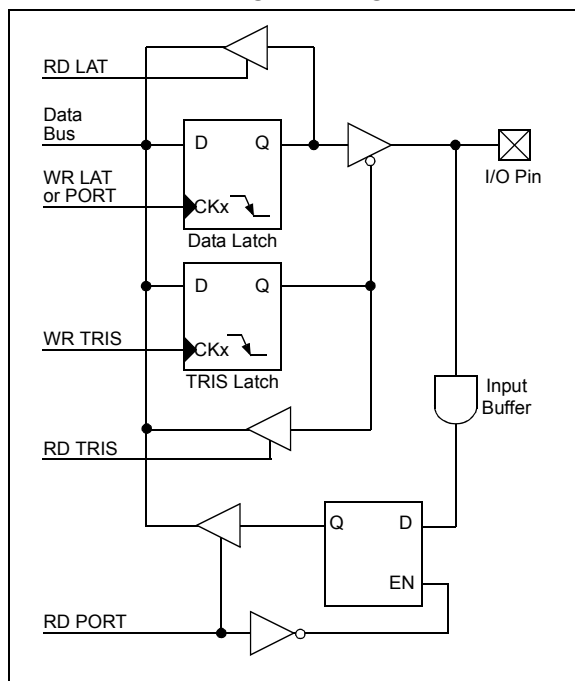 RD LAT
Data
Bus
D Q
I/O Pin
WR LAT
or PORT
CKx
Data Latch
D Q
WR TRIS
CKx
TRIS Latch
Input
Buffer
RD TRIS
Q D
EN
RD PORT